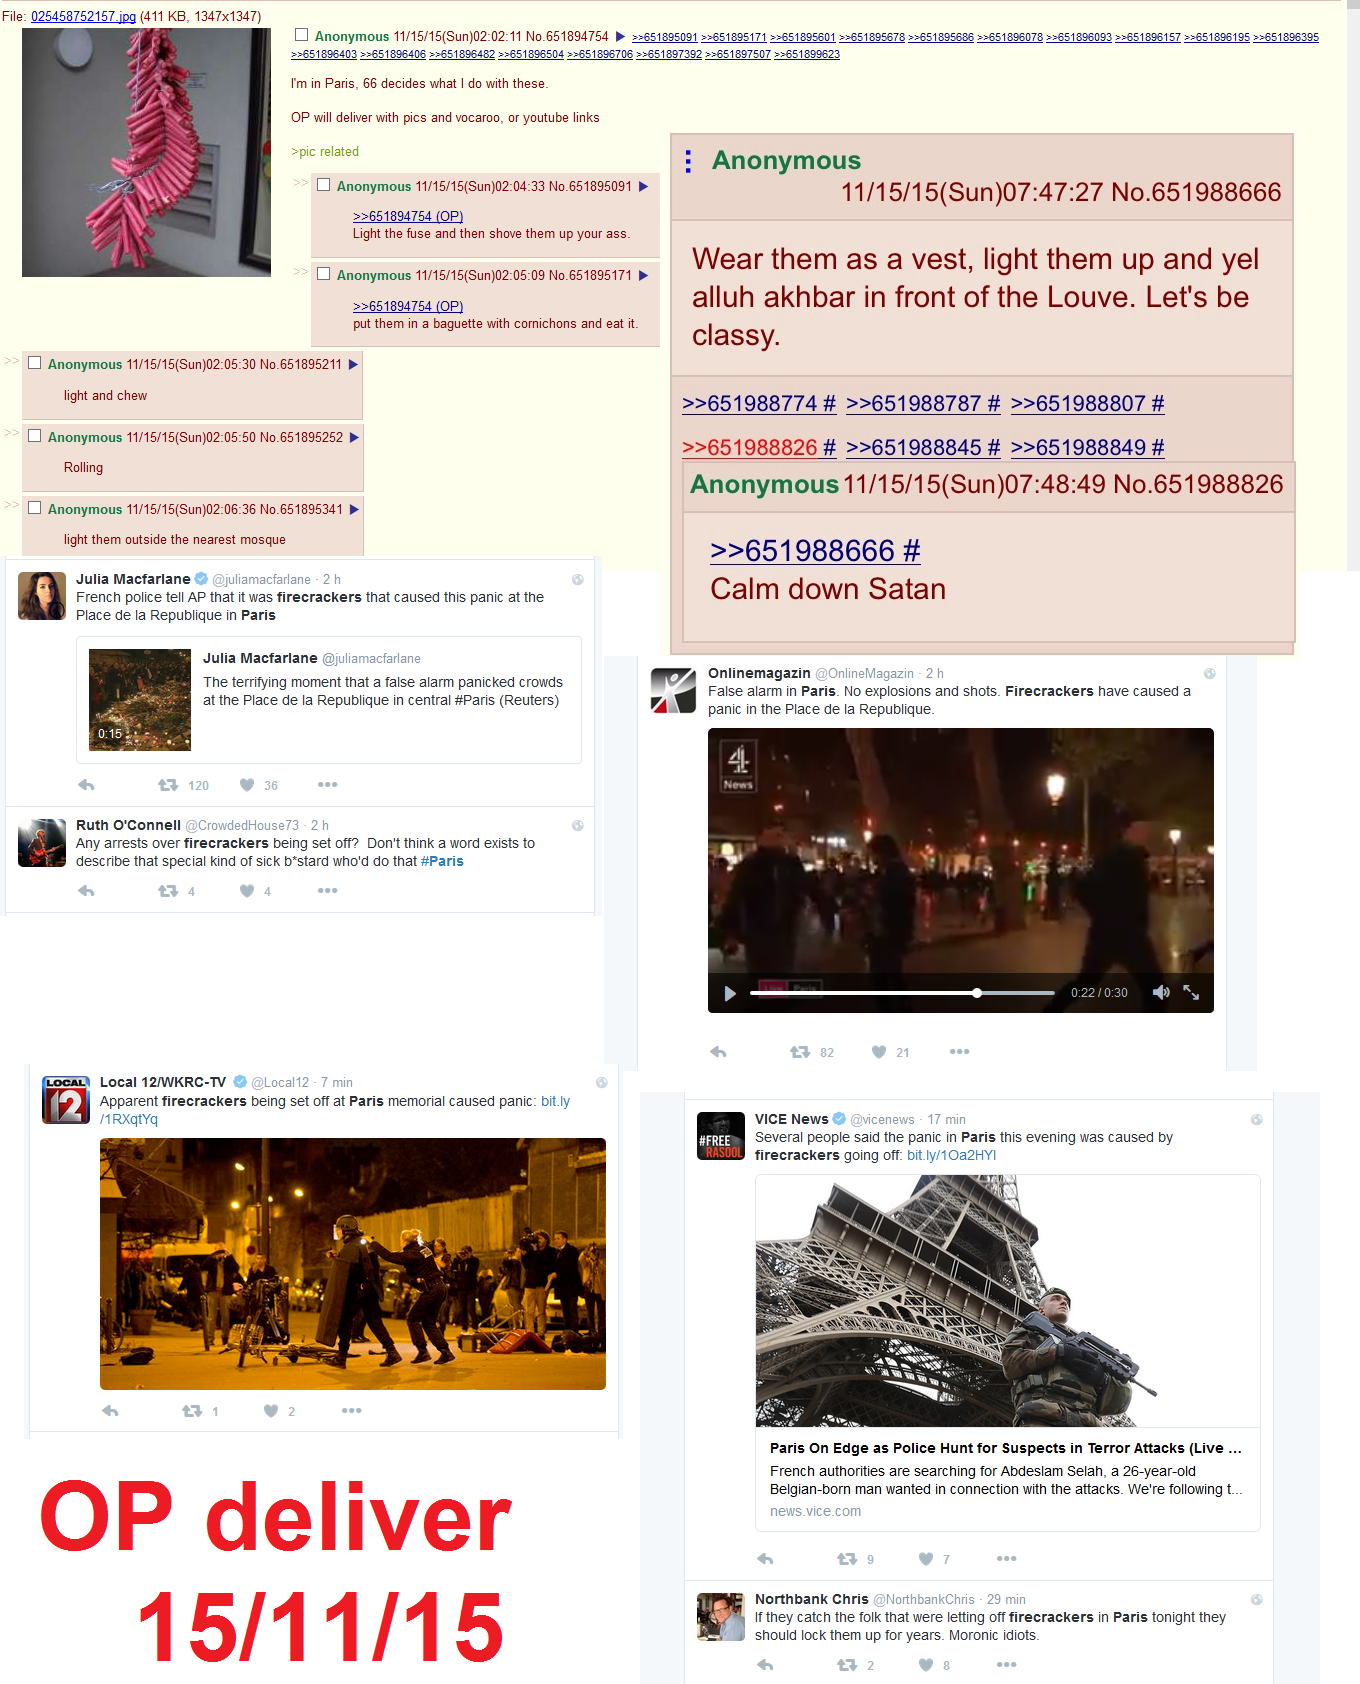 File: 025458752157.jpg (411 KB, 1347x1347)
Anonymous 11/15/15(Sun)02:02:11 No.651894754 ▶ >>651895091 >>651895171 >>651895601 >>651895678 >>651895686 >>651896078 >>651896093 >>651896157 >>651896195 >>651896395
>>651896403 >>651896406 >>651896482 >>651896504 >>651896706 >>651897392 >>651897507 >>651899623
I'm in Paris, 66 decides what I do with these.
OP will deliver with pics and vocaroo, or youtube links
>pic related
>> Anonymous 11/15/15(Sun)02:04:33 No.651895091 ▶
>>651894754 (OP)
Light the fuse and then shove them up your ass.
>> Anonymous 11/15/15(Sun)02:05:09 No.651895171 ▶
>>651894754 (OP)
put them in a baguette with cornichons and eat it.
>> Anonymous 11/15/15(Sun)02:05:30 No.651895211 ▶
light and chew
>> Anonymous 11/15/15(Sun)02:05:50 No.651895252 ▶
Rolling
>> Anonymous 11/15/15(Sun)02:06:36 No.651895341 ▶
light them outside the nearest mosque
Anonymous
11/15/15(Sun)07:47:27 No.651988666
Wear them as a vest, light them up and yel
alluh akhbar in front of the Louve. Let's be
classy.
>>651988774 # >>651988787 # >>651988807 #
>>651988826 # >>651988845 # >>651988849 #
Anonymous 11/15/15(Sun)07:48:49 No.651988826
>>651988666 #
Calm down Satan
Julia Macfarlane @juliamacfarlane · 2 h
French police tell AP that it was firecrackers that caused this panic at the
Place de la Republique in Paris
Julia Macfarlane @juliamacfarlane
The terrifying moment that a false alarm panicked crowds
at the Place de la Republique in central #Paris (Reuters)
0:15
120 36
Ruth O'Connell @CrowdedHouse73 · 2 h
Any arrests over firecrackers being set off? Don't think a word exists to
describe that special kind of sick b*stard who'd do that #Paris
4 4
Onlinemagazin @OnlineMagazin · 2 h
False alarm in Paris. No explosions and shots. Firecrackers have caused a
panic in the Place de la Republique.
4
News
Live Paris
0:22 / 0:30
82 21
LOCAL
12
Local 12/WKRC-TV @Local12 · 7 min
Apparent firecrackers being set off at Paris memorial caused panic: bit.ly
/1RXqtYq
1 2
#FREE
RASOOL
VICE News @vicenews · 17 min
Several people said the panic in Paris this evening was caused by
firecrackers going off: bit.ly/1Oa2HYI
Paris On Edge as Police Hunt for Suspects in Terror Attacks (Live ...
French authorities are searching for Abdeslam Selah, a 26-year-old
Belgian-born man wanted in connection with the attacks. We're following t...
news.vice.com
9 7
Northbank Chris @NorthbankChris · 29 min
If they catch the folk that were letting off firecrackers in Paris tonight they
should lock them up for years. Moronic idiots.
2 8
OP deliver
15/11/15